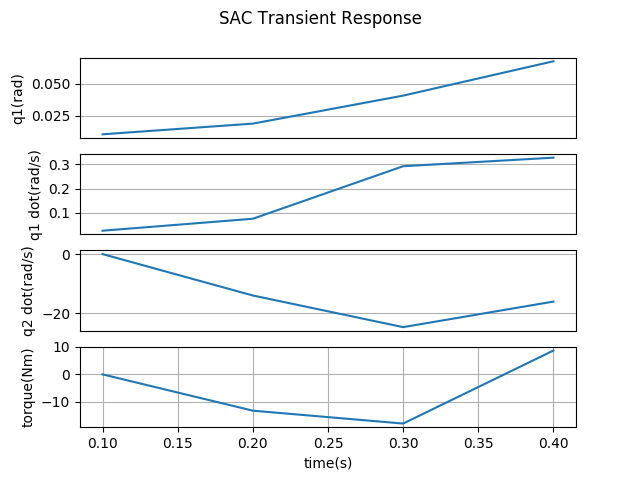 SAC Transient Response
q1(rad)
0.050
0.025
q1 dot(rad/s)
0.3
0.2
0.1
q2 dot(rad/s)
0
−20
torque(Nm)
10
0
−10
0.10 0.15 0.20 0.25 0.30 0.35 0.40
time(s)